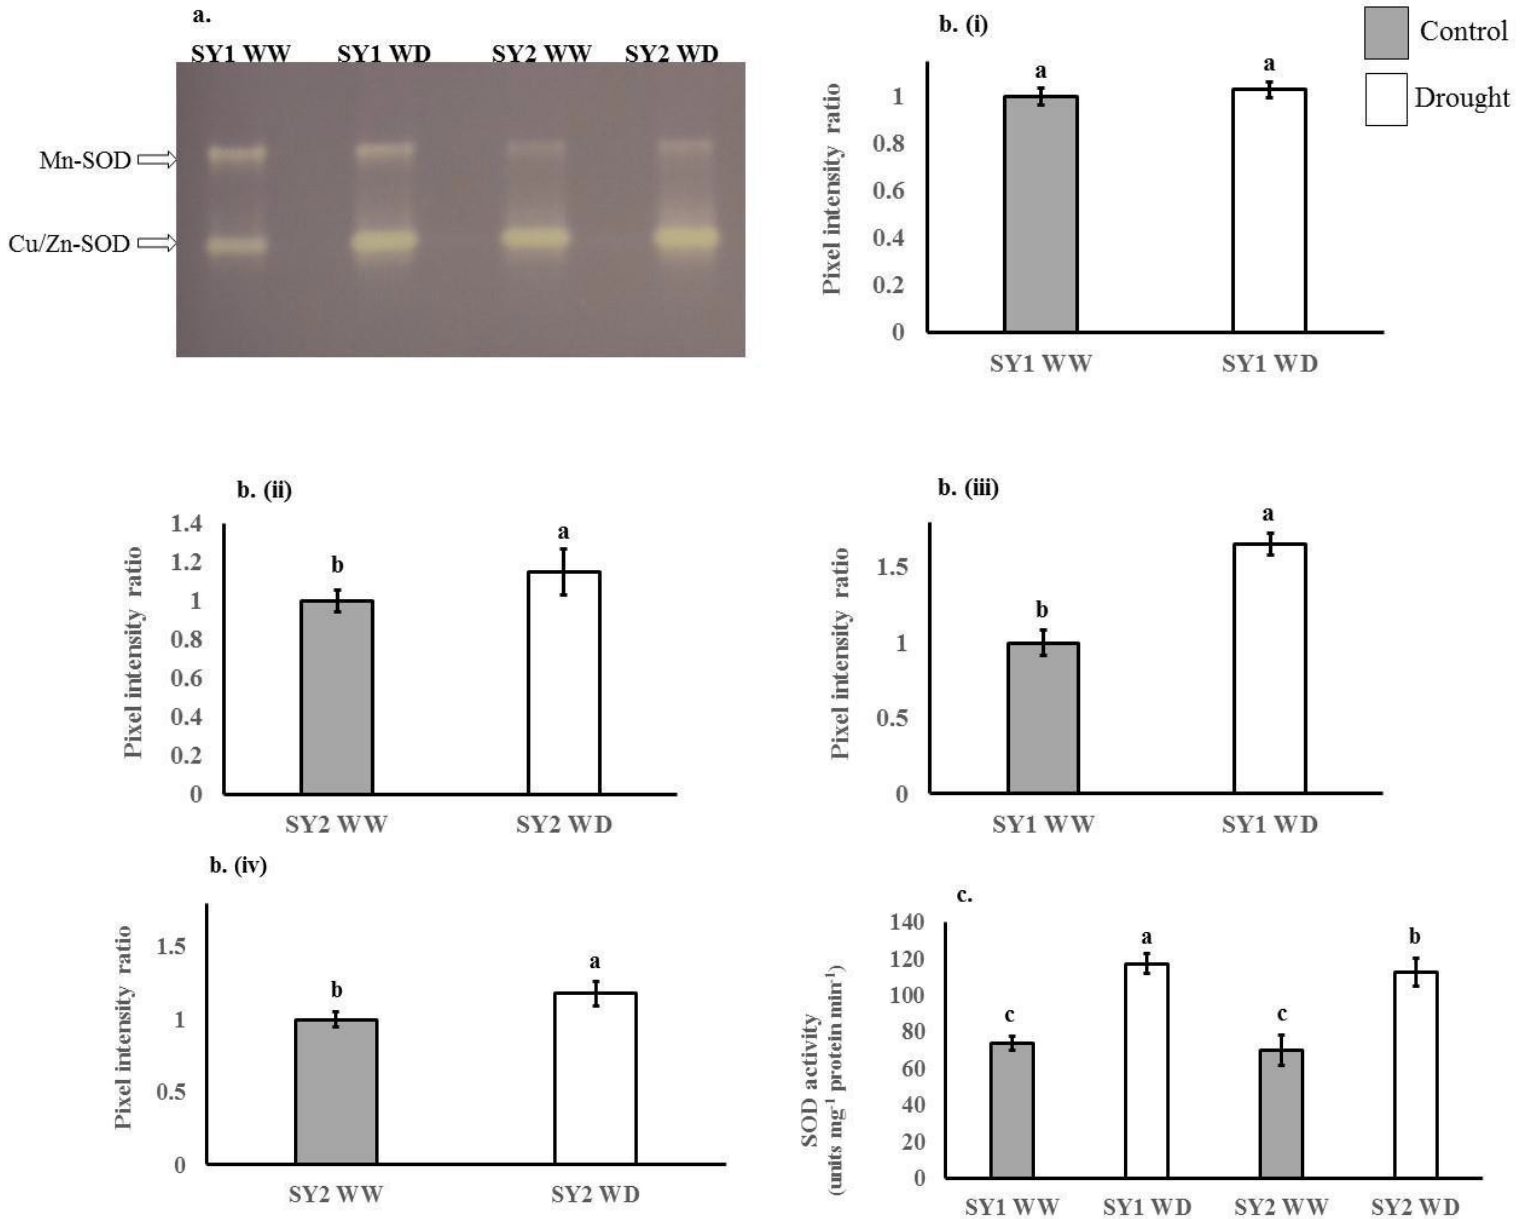 a.
SY1 WW SY1 WD SY2 WW SY2 WD
Mn-SOD
Cu/Zn-SOD
b. (i)
Control
Drought
Pixel intensity ratio
1
0.8
0.6
0.4
0.2
0
a a
SY1 WW SY1 WD
b. (ii)
Pixel intensity ratio
1.4
1.2
1
0.8
0.6
0.4
0.2
0
b a
SY2 WW SY2 WD
b. (iii)
Pixel intensity ratio
1.5
1
0.5
0
b a
SY1 WW SY1 WD
b. (iv)
Pixel intensity ratio
1.5
1
0.5
0
b a
SY2 WW SY2 WD
c.
SOD activity
(units mg⁻¹ protein min⁻¹)
140
120
100
80
60
40
20
0
c a c b
SY1 WW SY1 WD SY2 WW SY2 WD